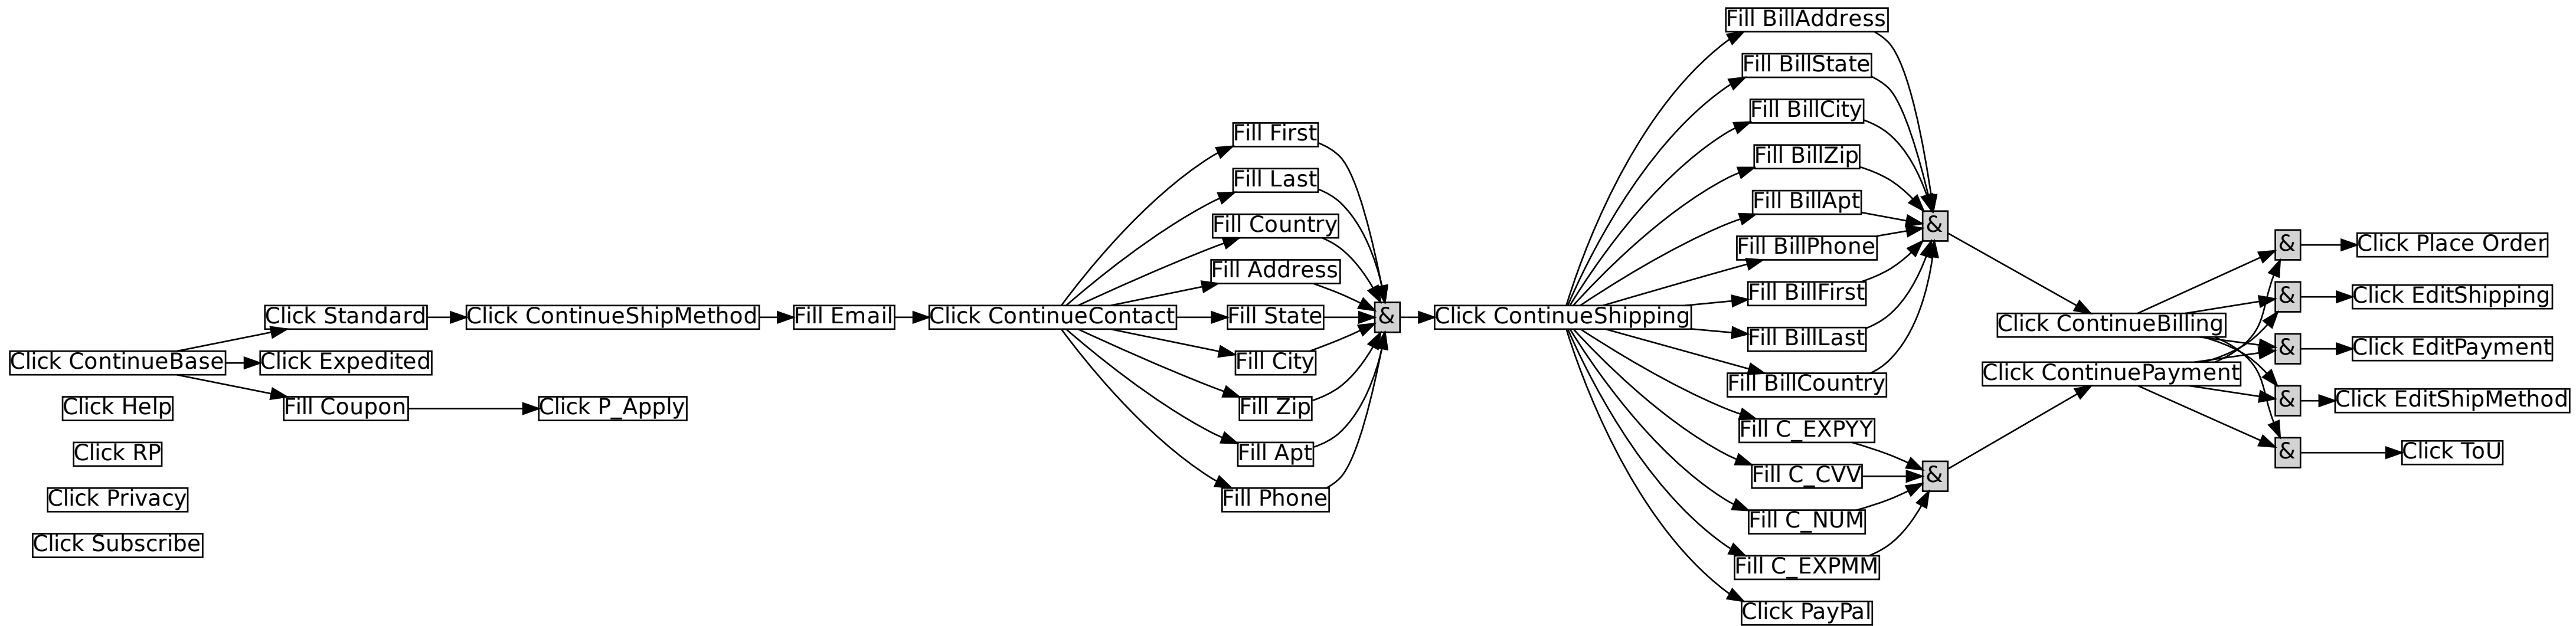 Click ContinueBase
Click Help
Click RP
Click Privacy
Click Subscribe
Click Standard
Click Expedited
Fill Coupon
Click ContinueShipMethod
Click P_Apply
Fill Email
Click ContinueContact
Fill First
Fill Last
Fill Country
Fill Address
Fill State
Fill City
Fill Zip
Fill Apt
Fill Phone
&
Click ContinueShipping
Fill BillAddress
Fill BillState
Fill BillCity
Fill BillZip
Fill BillApt
Fill BillPhone
Fill BillFirst
Fill BillLast
Fill BillCountry
Fill C_EXPYY
Fill C_CVV
Fill C_NUM
Fill C_EXPMM
Click PayPal
&
&
Click ContinueBilling
Click ContinuePayment
&
&
&
&
&
Click Place Order
Click EditShipping
Click EditPayment
Click EditShipMethod
Click ToU